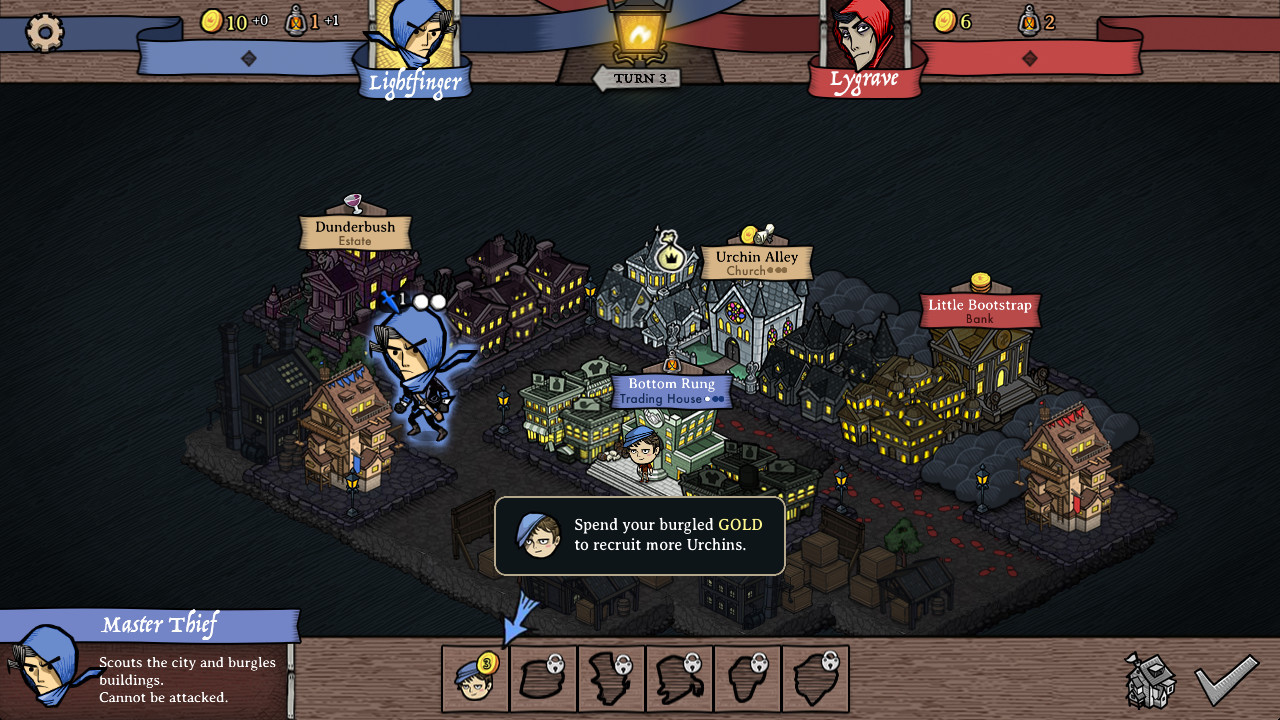 10 +0
1 +1
6
2
Lightfinger
TURN 3
Lygrave
Dunderbush
Estate
Urchin Alley
Church
Little Bootstrap
Bank
1
Bottom Rung
Trading House
Spend your burgled GOLD
to recruit more Urchins.
Master Thief
Scouts the city and burgles
buildings.
Cannot be attacked.
3